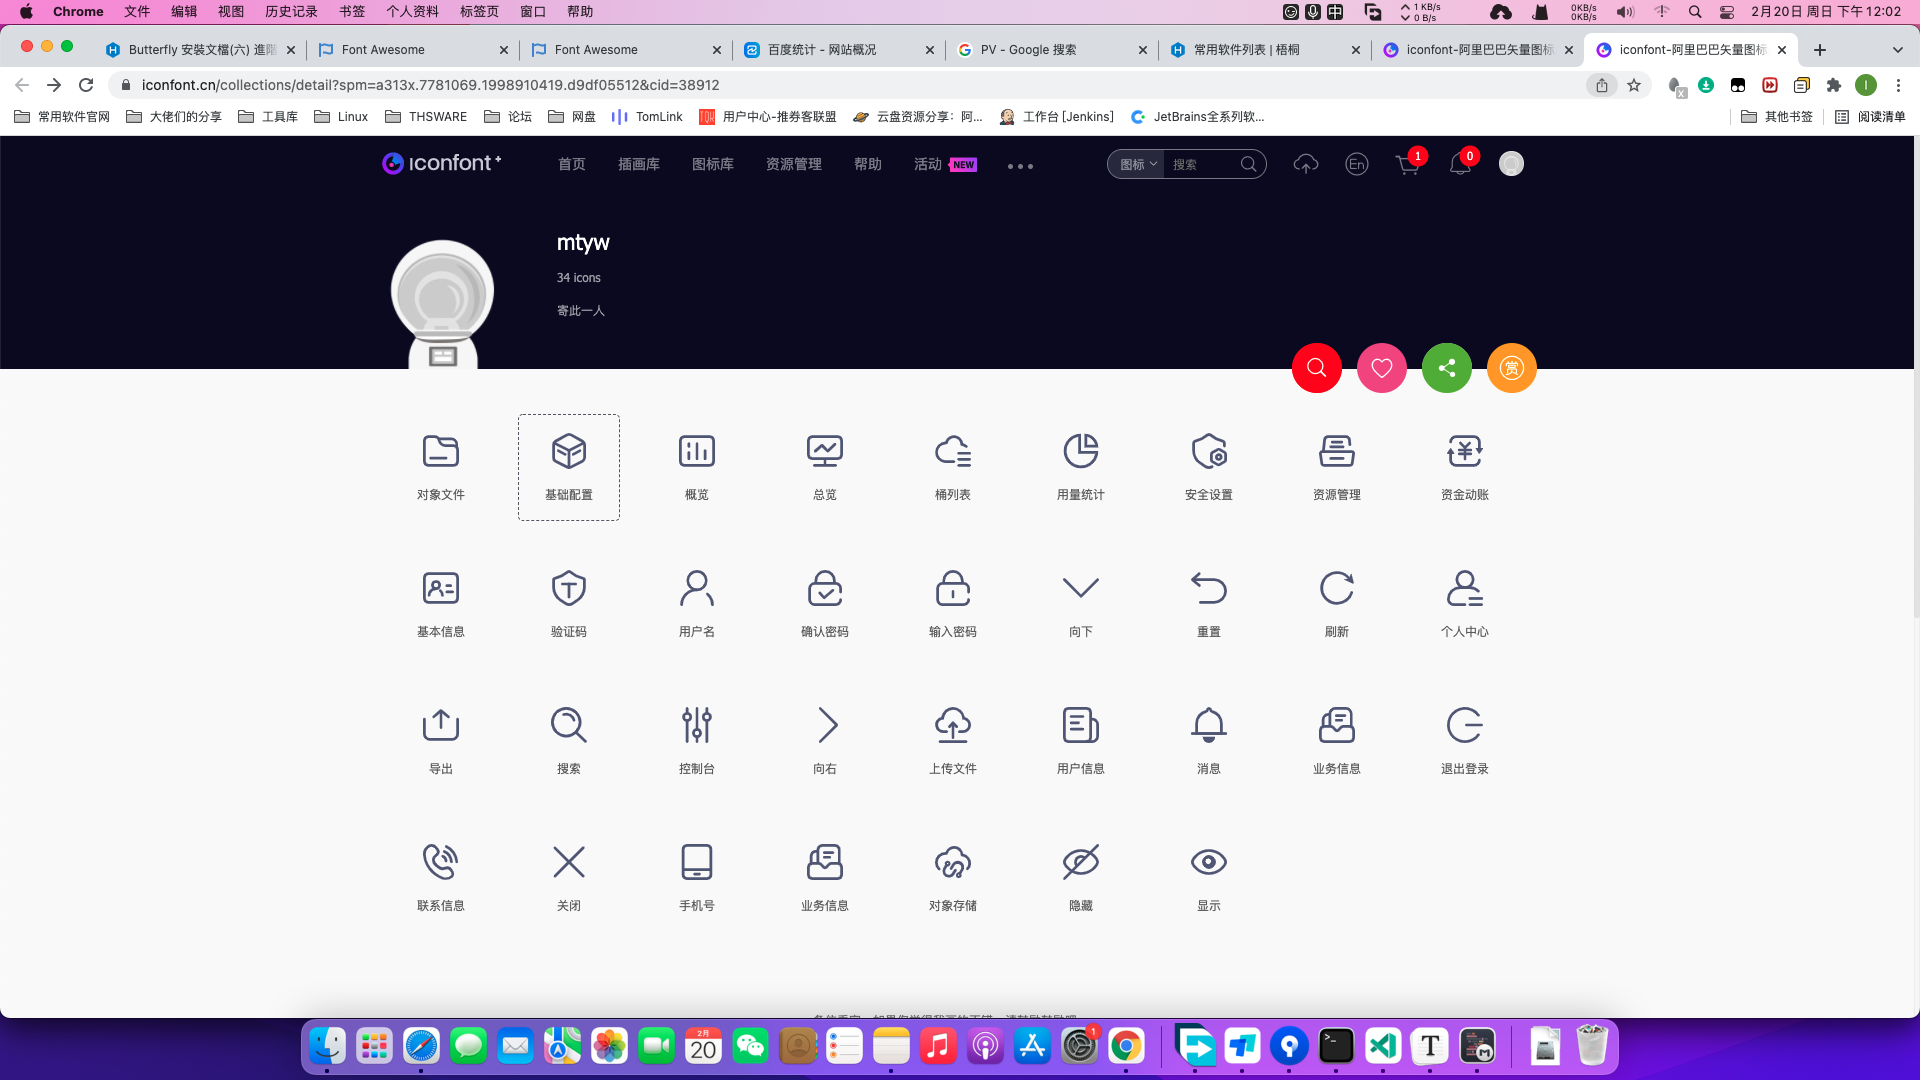 Chrome 文件 编辑 视图 历史记录 书签 个人资料 标签页 窗口 帮助 中 1 KB/s 0 B/s 0KB/s 0KB/s 2月20日 周日 下午 12:02
Butterfly 安裝文檔(六) 進階 Font Awesome Font Awesome 百度统计 - 网站概况 PV - Google 搜索 常用软件列表 | 梧桐 iconfont-阿里巴巴矢量图标 iconfont-阿里巴巴矢量图标
iconfont.cn/collections/detail?spm=a313x.7781069.1998910419.d9df05512&cid=38912
常用软件官网 大佬们的分享 工具库 Linux THSWARE 论坛 网盘 TomLink 用户中心-推券客联盟 云盘资源分享：阿... 工作台 [Jenkins] JetBrains全系列软... 其他书签 阅读清单
iconfont+ 首页 插画库 图标库 资源管理 帮助 活动 NEW 图标 搜索 En 1 0
mtyw
34 icons
寄此一人
赏
对象文件 基础配置 概览 总览 桶列表 用量统计 安全设置 资源管理 资金动账
基本信息 验证码 用户名 确认密码 输入密码 向下 重置 刷新 个人中心
导出 搜索 控制台 向右 上传文件 用户信息 消息 业务信息 退出登录
联系信息 关闭 手机号 业务信息 对象存储 隐藏 显示
2月
20
1